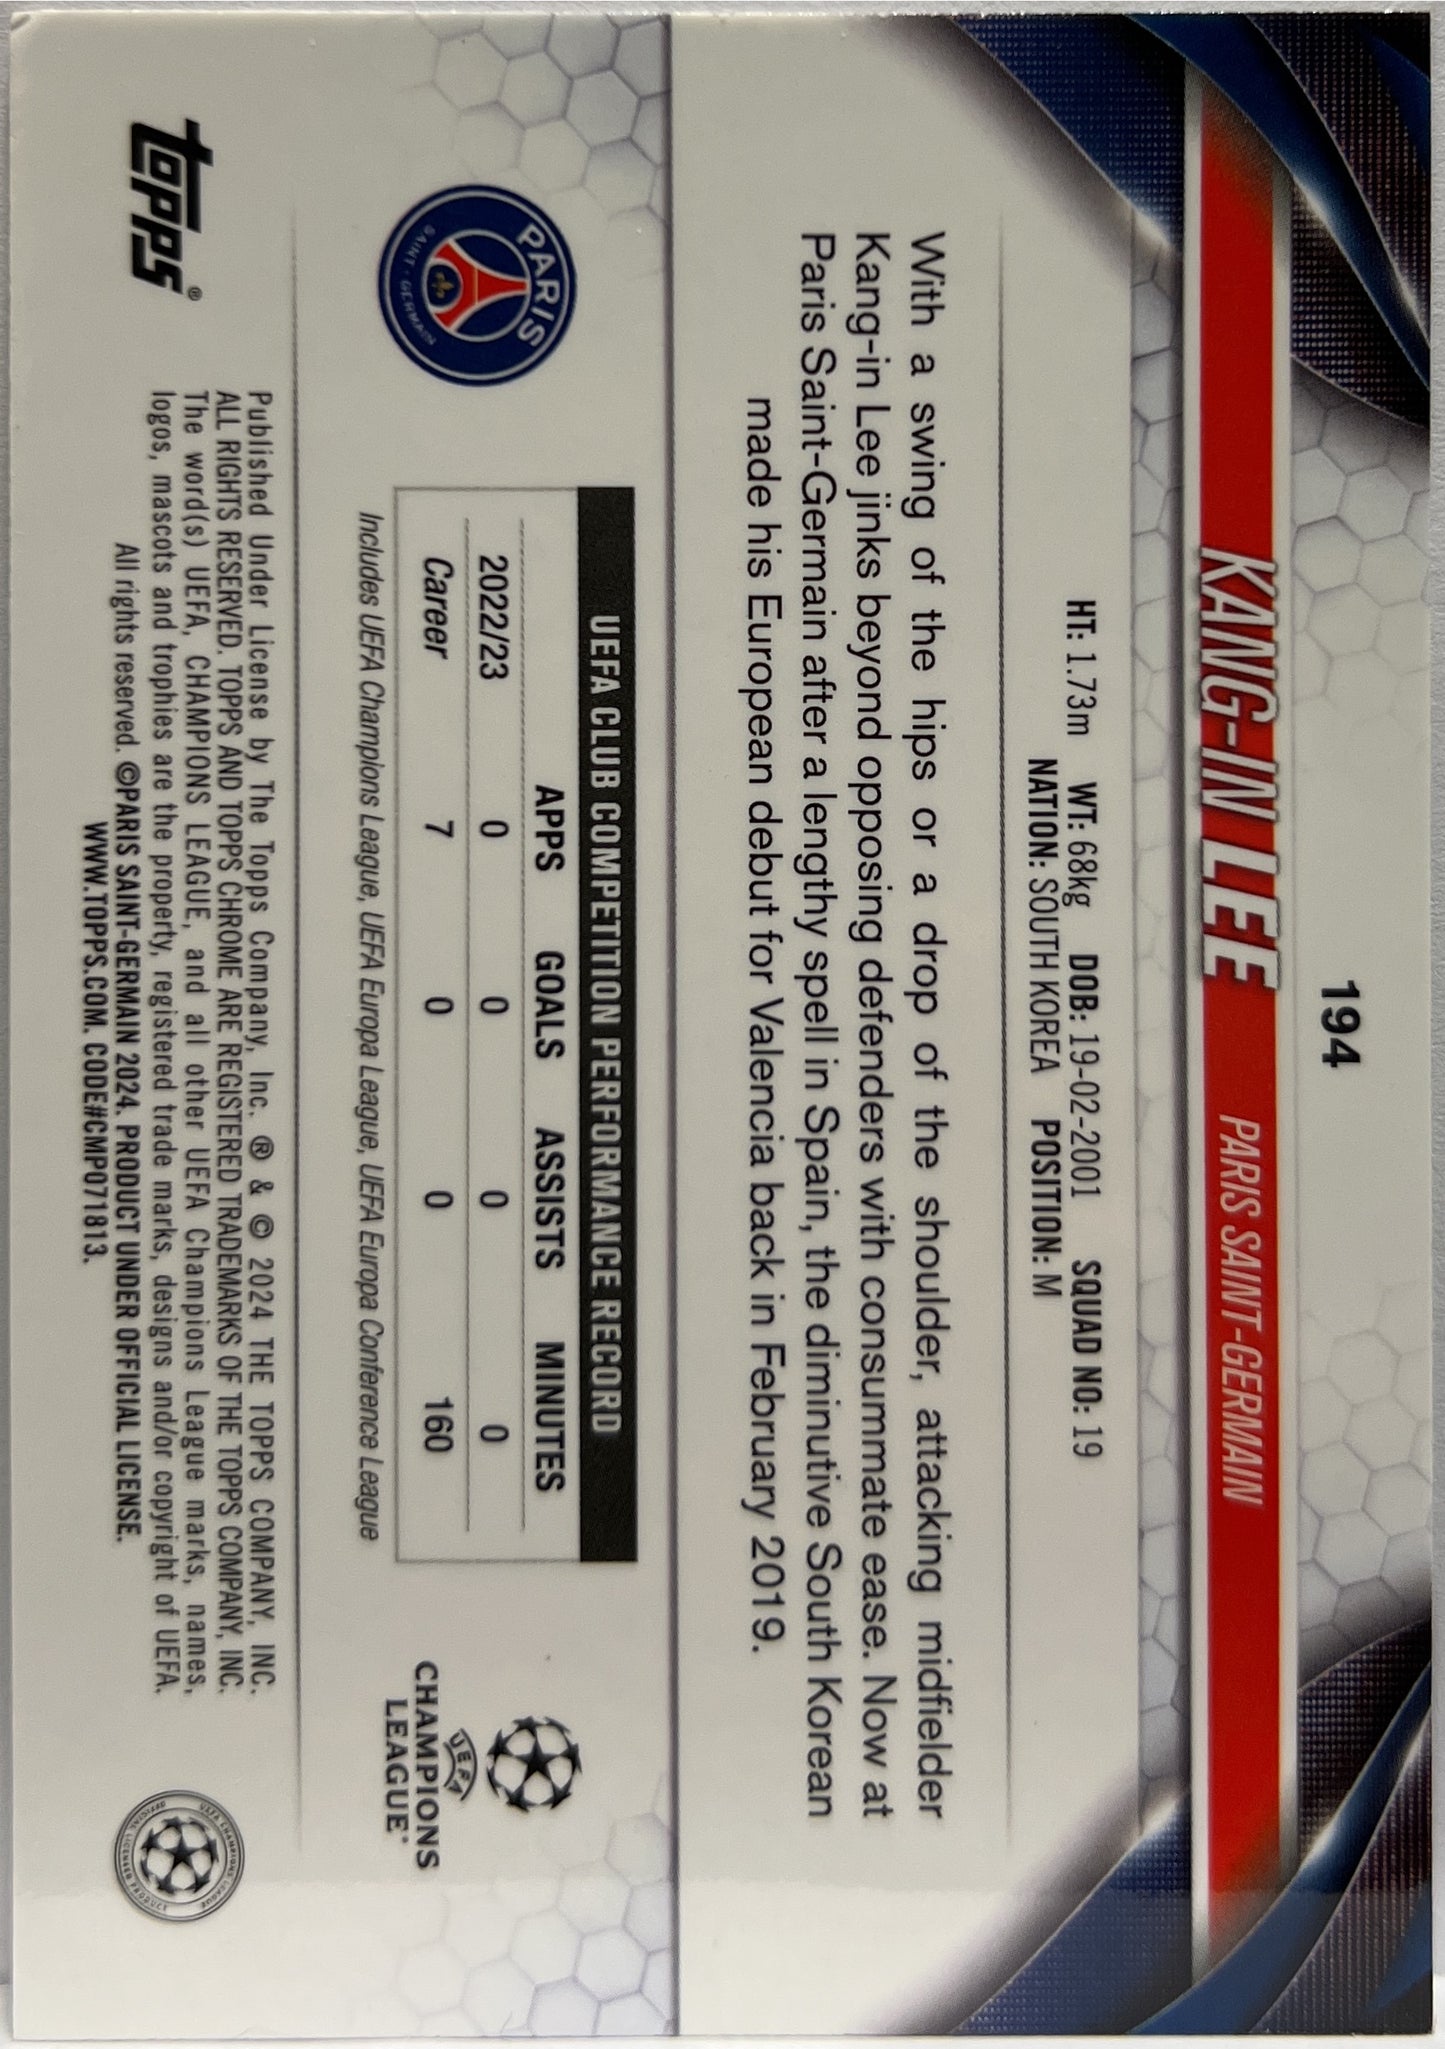 194
KANG-IN LEE PARIS SAINT-GERMAIN
HT: 1.73m WT: 68kg DOB: 19-02-2001 SQUAD NO: 19
NATION: SOUTH KOREA POSITION: M
With a swing of the hips or a drop of the shoulder, attacking midfielder
Kang-in Lee jinks beyond opposing defenders with consummate ease. Now at
Paris Saint-Germain after a lengthy spell in Spain, the diminutive South Korean
made his European debut for Valencia back in February 2019.
PARIS
SAINT-GERMAIN
UEFA CLUB COMPETITION PERFORMANCE RECORD
APPS GOALS ASSISTS MINUTES
2022/23 0 0 0 0
Career 7 0 0 160
Includes UEFA Champions League, UEFA Europa League, UEFA Europa Conference League
UEFA
CHAMPIONS
LEAGUE®
topps®
Published Under License by The Topps Company, Inc. ® & © 2024 THE TOPPS COMPANY, INC.
ALL RIGHTS RESERVED. TOPPS AND TOPPS CHROME ARE REGISTERED TRADEMARKS OF THE TOPPS COMPANY, INC.
The word(s) UEFA, CHAMPIONS LEAGUE, and all other UEFA Champions League marks, names,
logos, mascots and trophies are the property, registered trade marks, designs and/or copyright of UEFA.
All rights reserved. ©PARIS SAINT-GERMAIN 2024. PRODUCT UNDER OFFICIAL LICENSE.
WWW.TOPPS.COM. CODE#CMP071813.
UEFA CHAMPIONS LEAGUE
OFFICIAL LICENSED PRODUCT